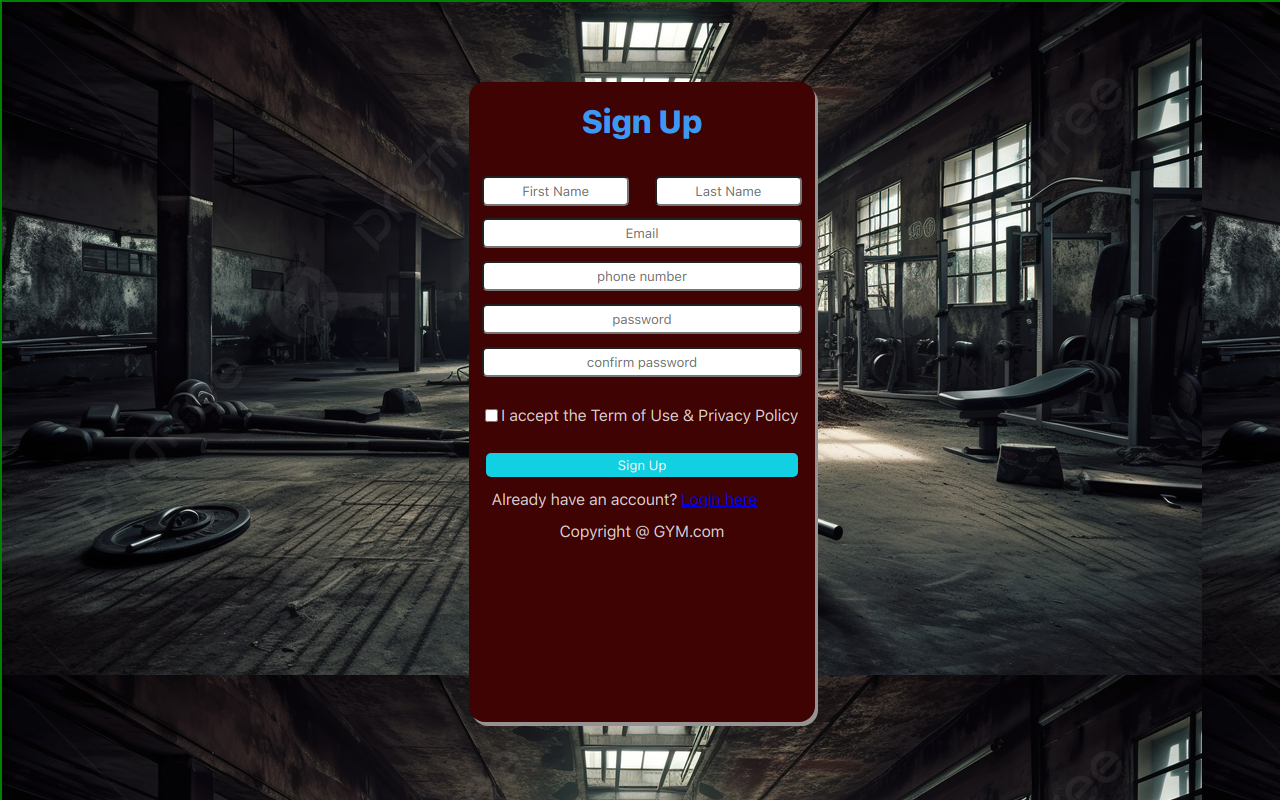 Sign Up
First Name Last Name
Email
phone number
password
confirm password
I accept the Term of Use & Privacy Policy
Sign Up
Already have an account? Login here
Copyright @ GYM.com